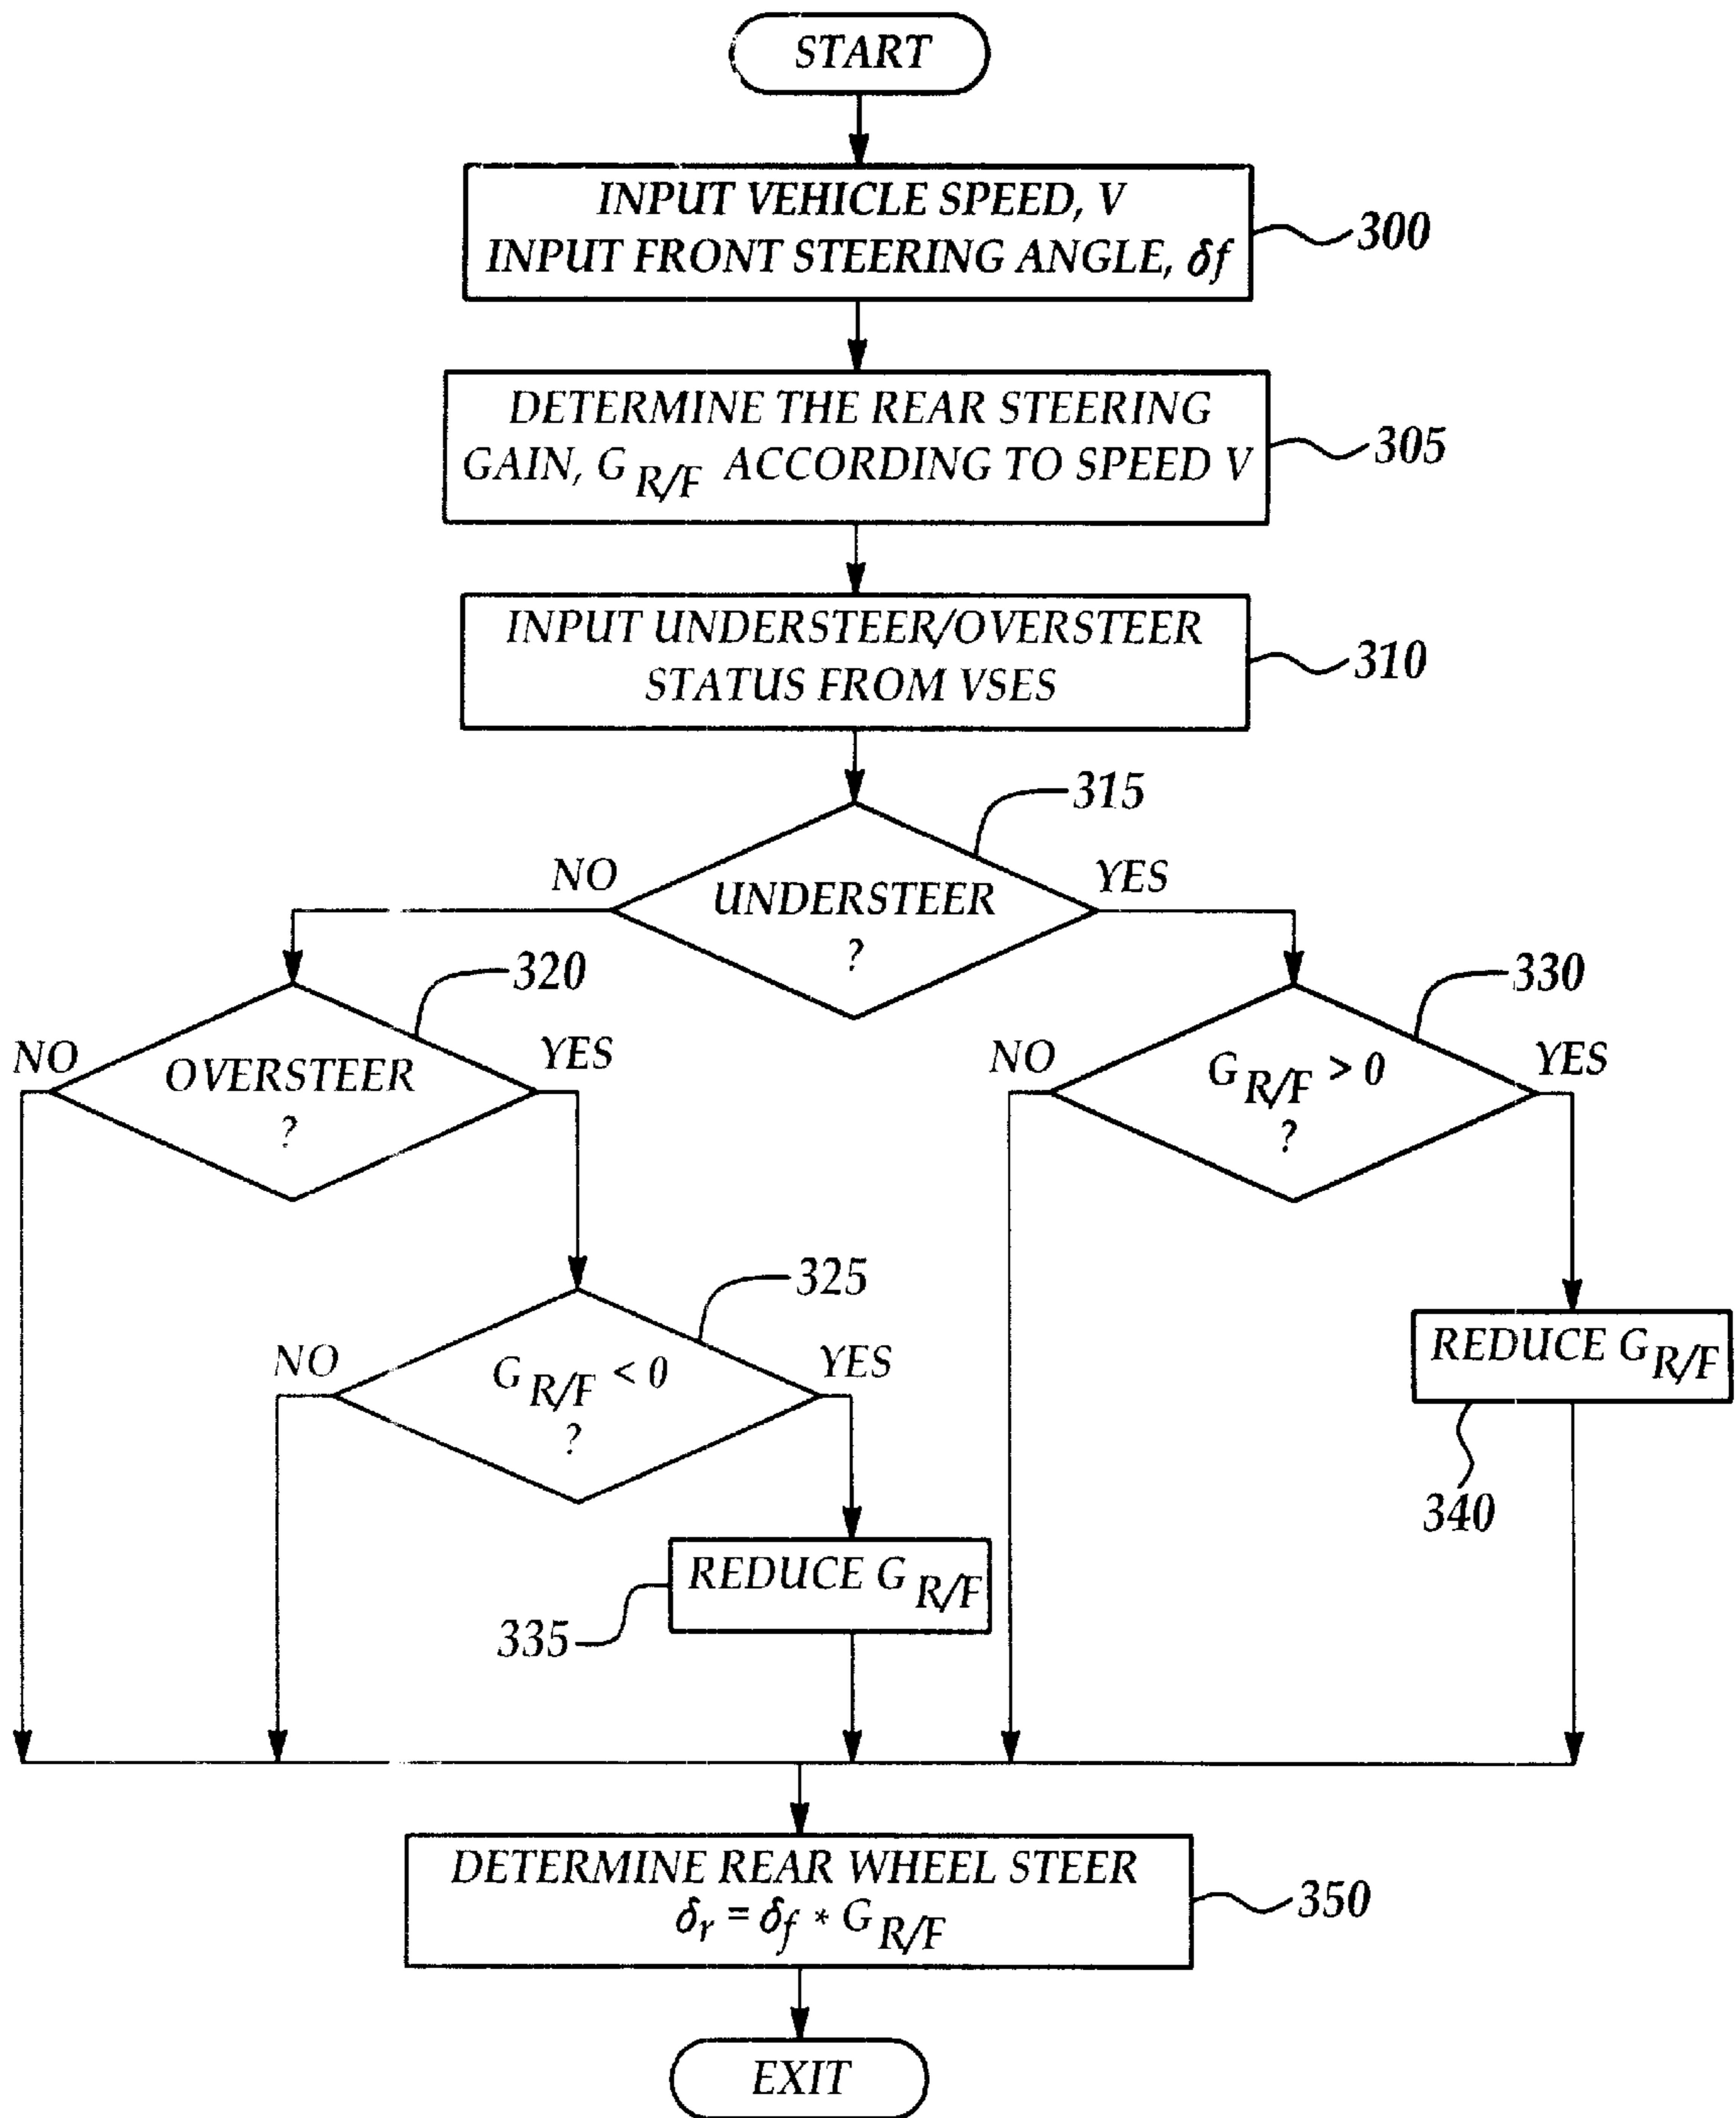 START
INPUT VEHICLE SPEED, V
INPUT FRONT STEERING ANGLE, δf
300
DETERMINE THE REAR STEERING
GAIN, G R/F ACCORDING TO SPEED V
305
INPUT UNDERSTEER/OVERSTEER
STATUS FROM VSES
310
315
NO
YES
UNDERSTEER
?
320
330
NO
OVERSTEER
?
YES
NO
G R/F > 0
?
YES
325
NO
G R/F < 0
?
YES
REDUCE G R/F
340
REDUCE G R/F
335
DETERMINE REAR WHEEL STEER
δr = δf * G R/F
350
EXIT